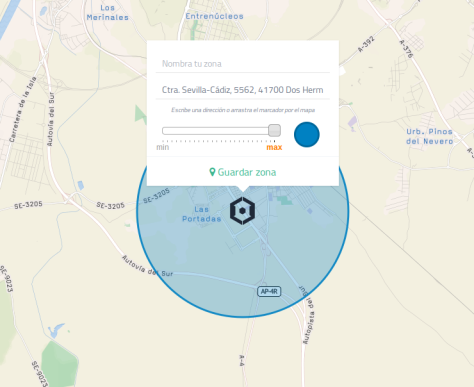 Los
Merinales
Entrenúcleos
A-392
A-376
Carretera de la Isla
Autovía del Sur
Nombra tu zona
Ctra. Sevilla-Cádiz, 5562, 41700 Dos Herm
Escribe una dirección o arrastra el marcador por el mapa
min
max
Guardar zona
Urb. Pinos
del Nevero
SE-3205
SE-3205
SE-3205
Las
Portadas
Autovía del Sur
SE-9023
AP-4R
Autopista del Sur
A-4
SE-9023